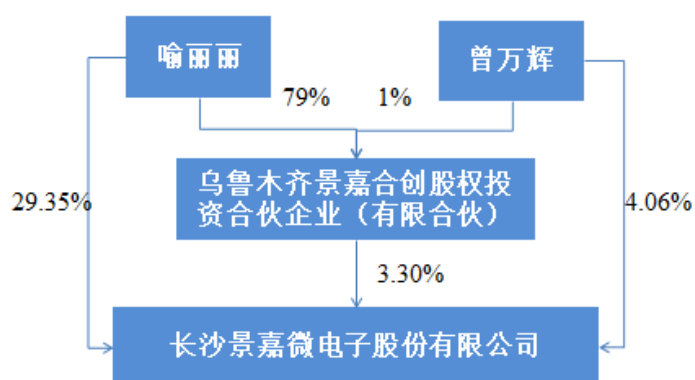 喻丽丽
曾万辉
79%
1%
乌鲁木齐景嘉合创股权投
资合伙企业（有限合伙）
29.35%
4.06%
3.30%
长沙景嘉微电子股份有限公司